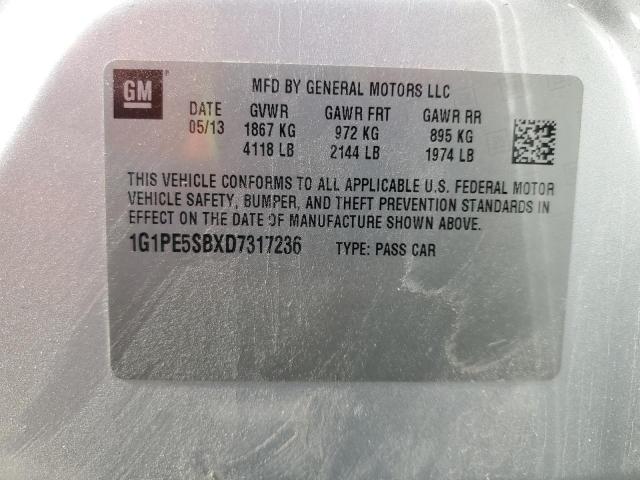 GM
MFD BY GENERAL MOTORS LLC
DATE GVWR GAWR FRT GAWR RR
05/13 1867 KG 972 KG 895 KG
4118 LB 2144 LB 1974 LB
THIS VEHICLE CONFORMS TO ALL APPLICABLE U.S. FEDERAL MOTOR
VEHICLE SAFETY, BUMPER, AND THEFT PREVENTION STANDARDS IN
EFFECT ON THE DATE OF MANUFACTURE SHOWN ABOVE.
1G1PE5SBXD7317236 TYPE: PASS CAR